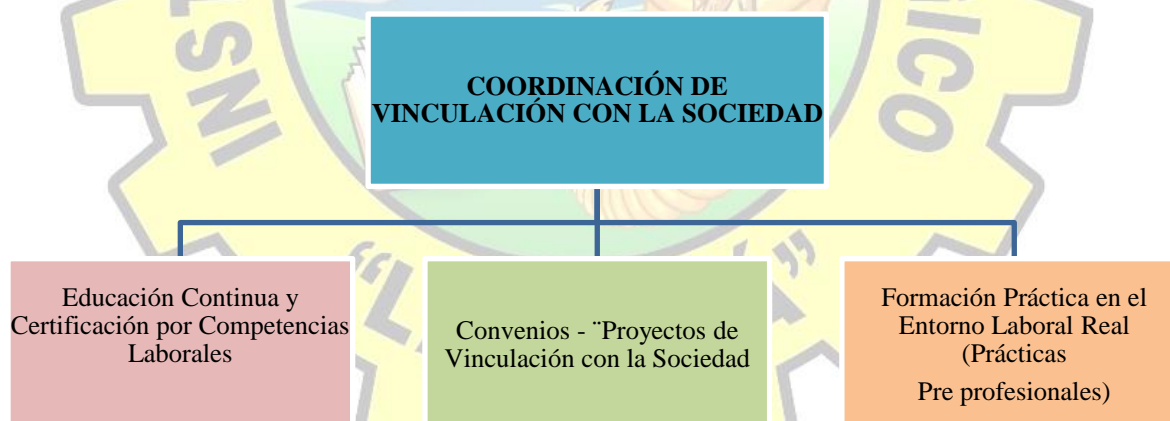 COORDINACIÓN DE
VINCULACIÓN CON LA SOCIEDAD
Educación Continua y
Certificación por Competencias
Laborales
Convenios - ¨Proyectos de
Vinculación con la Sociedad
Formación Práctica en el
Entorno Laboral Real
(Prácticas
Pre profesionales)